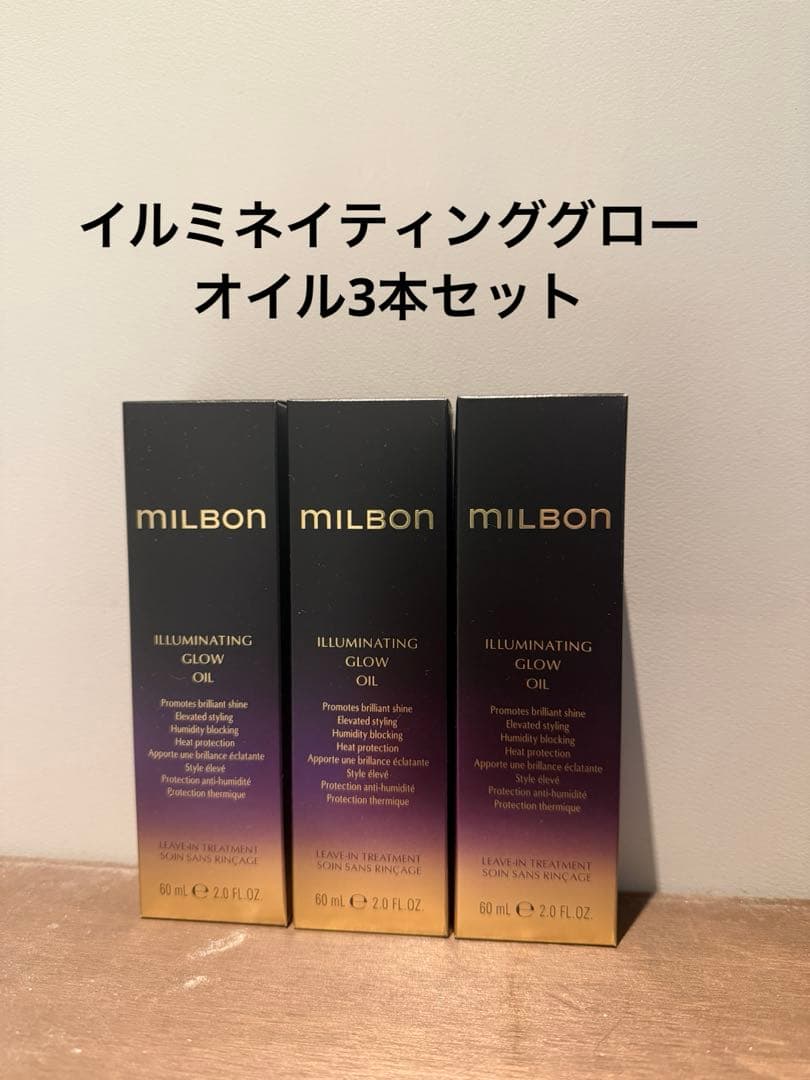 イルミネイティンググロー
オイル3本セット
MILBON
ILLUMINATING
GLOW
OIL
Promotes brilliant shine
Elevated styling
Humidity blocking
Heat protection
Apporte une brillance éclatante
Style élevé
Protection anti-humidité
Protection thermique
LEAVE-IN TREATMENT
SOIN SANS RINÇAGE
60 mL ℮ 2.0 FL.OZ.
MILBON
ILLUMINATING
GLOW
OIL
Promotes brilliant shine
Elevated styling
Humidity blocking
Heat protection
Apporte une brillance éclatante
Style élevé
Protection anti-humidité
Protection thermique
LEAVE-IN TREATMENT
SOIN SANS RINÇAGE
60 mL ℮ 2.0 FL.OZ.
MILBON
ILLUMINATING
GLOW
OIL
Promotes brilliant shine
Elevated styling
Humidity blocking
Heat protection
Apporte une brillance éclatante
Style élevé
Protection anti-humidité
Protection thermique
LEAVE-IN TREATMENT
SOIN SANS RINÇAGE
60 mL ℮ 2.0 FL.OZ.